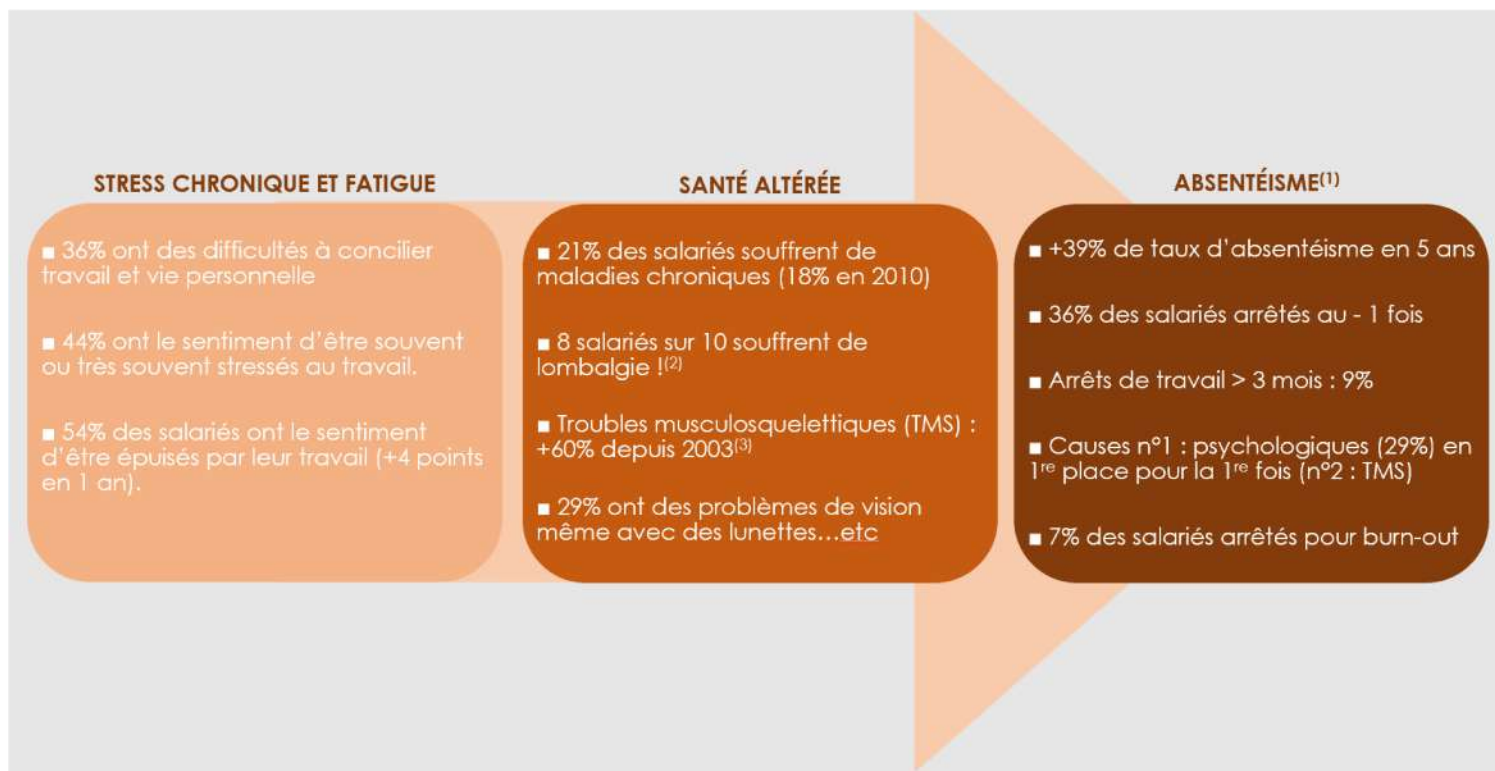 STRESS CHRONIQUE ET FATIGUE
■ 36% ont des difficultés à concilier
travail et vie personnelle
■ 44% ont le sentiment d'être souvent
ou très souvent stressés au travail.
■ 54% des salariés ont le sentiment
d'être épuisés par leur travail (+4 points
en 1 an).
SANTÉ ALTÉRÉE
■ 21% des salariés souffrent de
maladies chroniques (18% en 2010)
■ 8 salariés sur 10 souffrent de
lombalgie !(2)
■ Troubles musculosquelettiques (TMS) :
+60% depuis 2003(3)
■ 29% ont des problèmes de vision
même avec des lunettes...etc
ABSENTÉISME(1)
■ +39% de taux d'absentéisme en 5 ans
■ 36% des salariés arrêtés au - 1 fois
■ Arrêts de travail > 3 mois : 9%
■ Causes n°1 : psychologiques (29%) en
1re place pour la 1re fois (n°2 : TMS)
■ 7% des salariés arrêtés pour burn-out